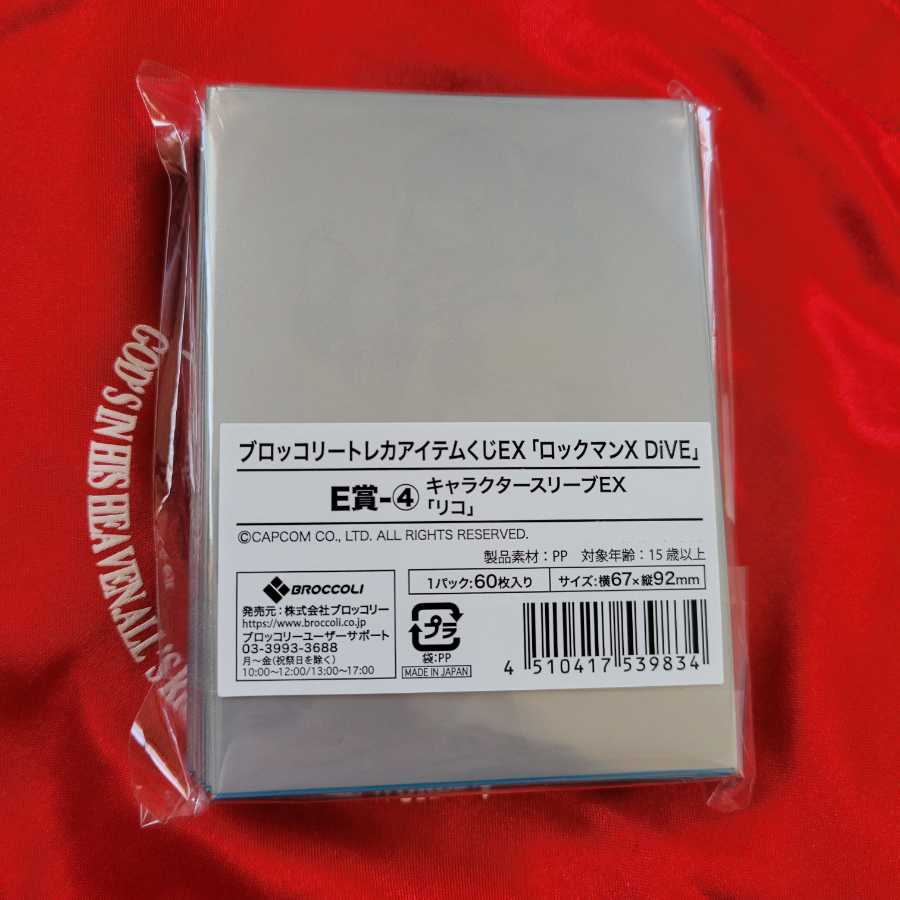 ブロッコリートレカアイテムくじEX「ロックマンX DiVE」
E賞-④ キャラクタースリーブEX
「リコ」
©CAPCOM CO., LTD. ALL RIGHTS RESERVED.
製品素材：PP 対象年齢：15歳以上
BROCCOLI
発売元：株式会社ブロッコリー
https://www.broccoli.co.jp
ブロッコリーユーザーサポート
03-3993-3688
月～金(祝祭日を除く)
10:00～12:00/13:00～17:00
1パック：60枚入り
サイズ：横67×縦92mm
プラ
袋：PP
MADE IN JAPAN
4 510417 539834
GOD'S IN HIS HEAVEN. ALL'S